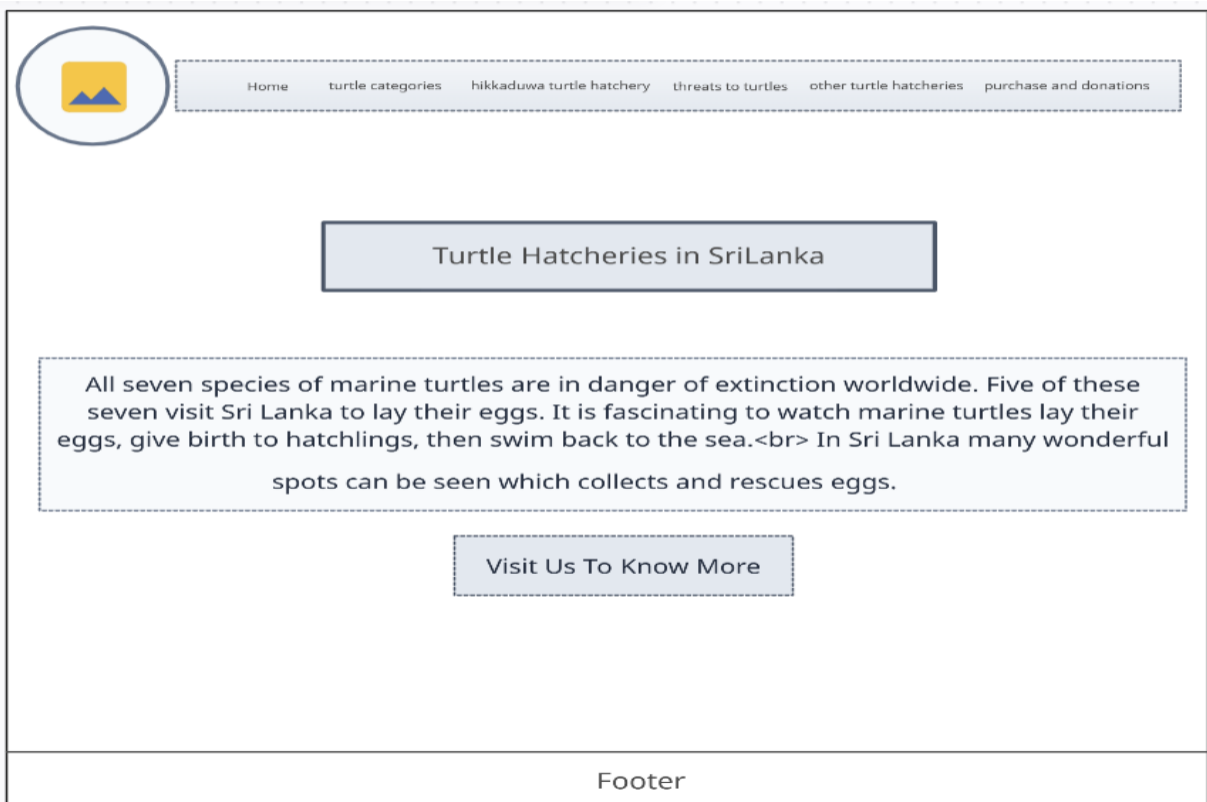 Home turtle categories hikkaduwa turtle hatchery threats to turtles other turtle hatcheries purchase and donations
Turtle Hatcheries in SriLanka
All seven species of marine turtles are in danger of extinction worldwide. Five of these
seven visit Sri Lanka to lay their eggs. It is fascinating to watch marine turtles lay their
eggs, give birth to hatchlings, then swim back to the sea.<br> In Sri Lanka many wonderful
spots can be seen which collects and rescues eggs.
Visit Us To Know More
Footer